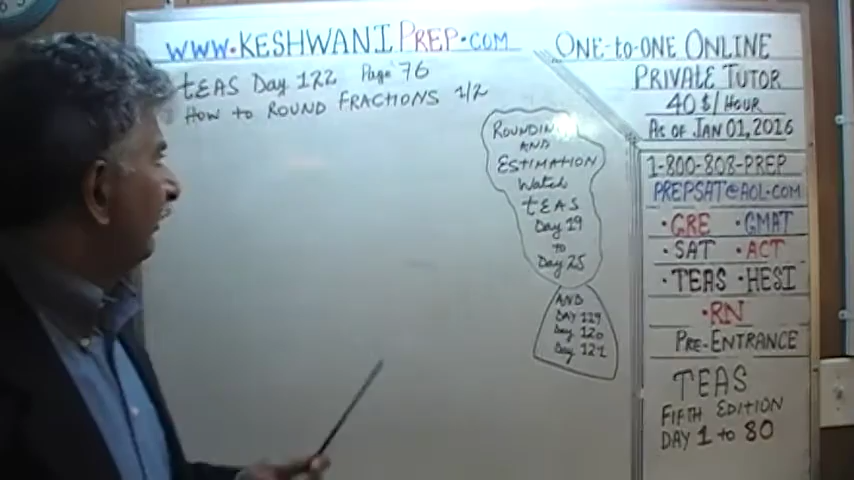 WWW.KESHWANIPREP.COM
tEAS Day 122 Page 76
HOW to ROUND FRACTIONS 1/2
ROUNDIN
AND
ESTIMATION
Watch
tEAS
Day 19
to
Day 25
AND
DAY 119
Day 120
Day 121
ONE-to-ONE ONLINE
PRIVATE TUTOR
40 $/HOUR
AS OF JAN 01, 2016
1-800-808-PREP
PREPSAT@AOL.COM
• GRE • GMAT
• SAT • ACT
• TEAS • HESI
• RN
PRE-ENTRANCE
TEAS
FIFTH EDITION
DAY 1 to 80